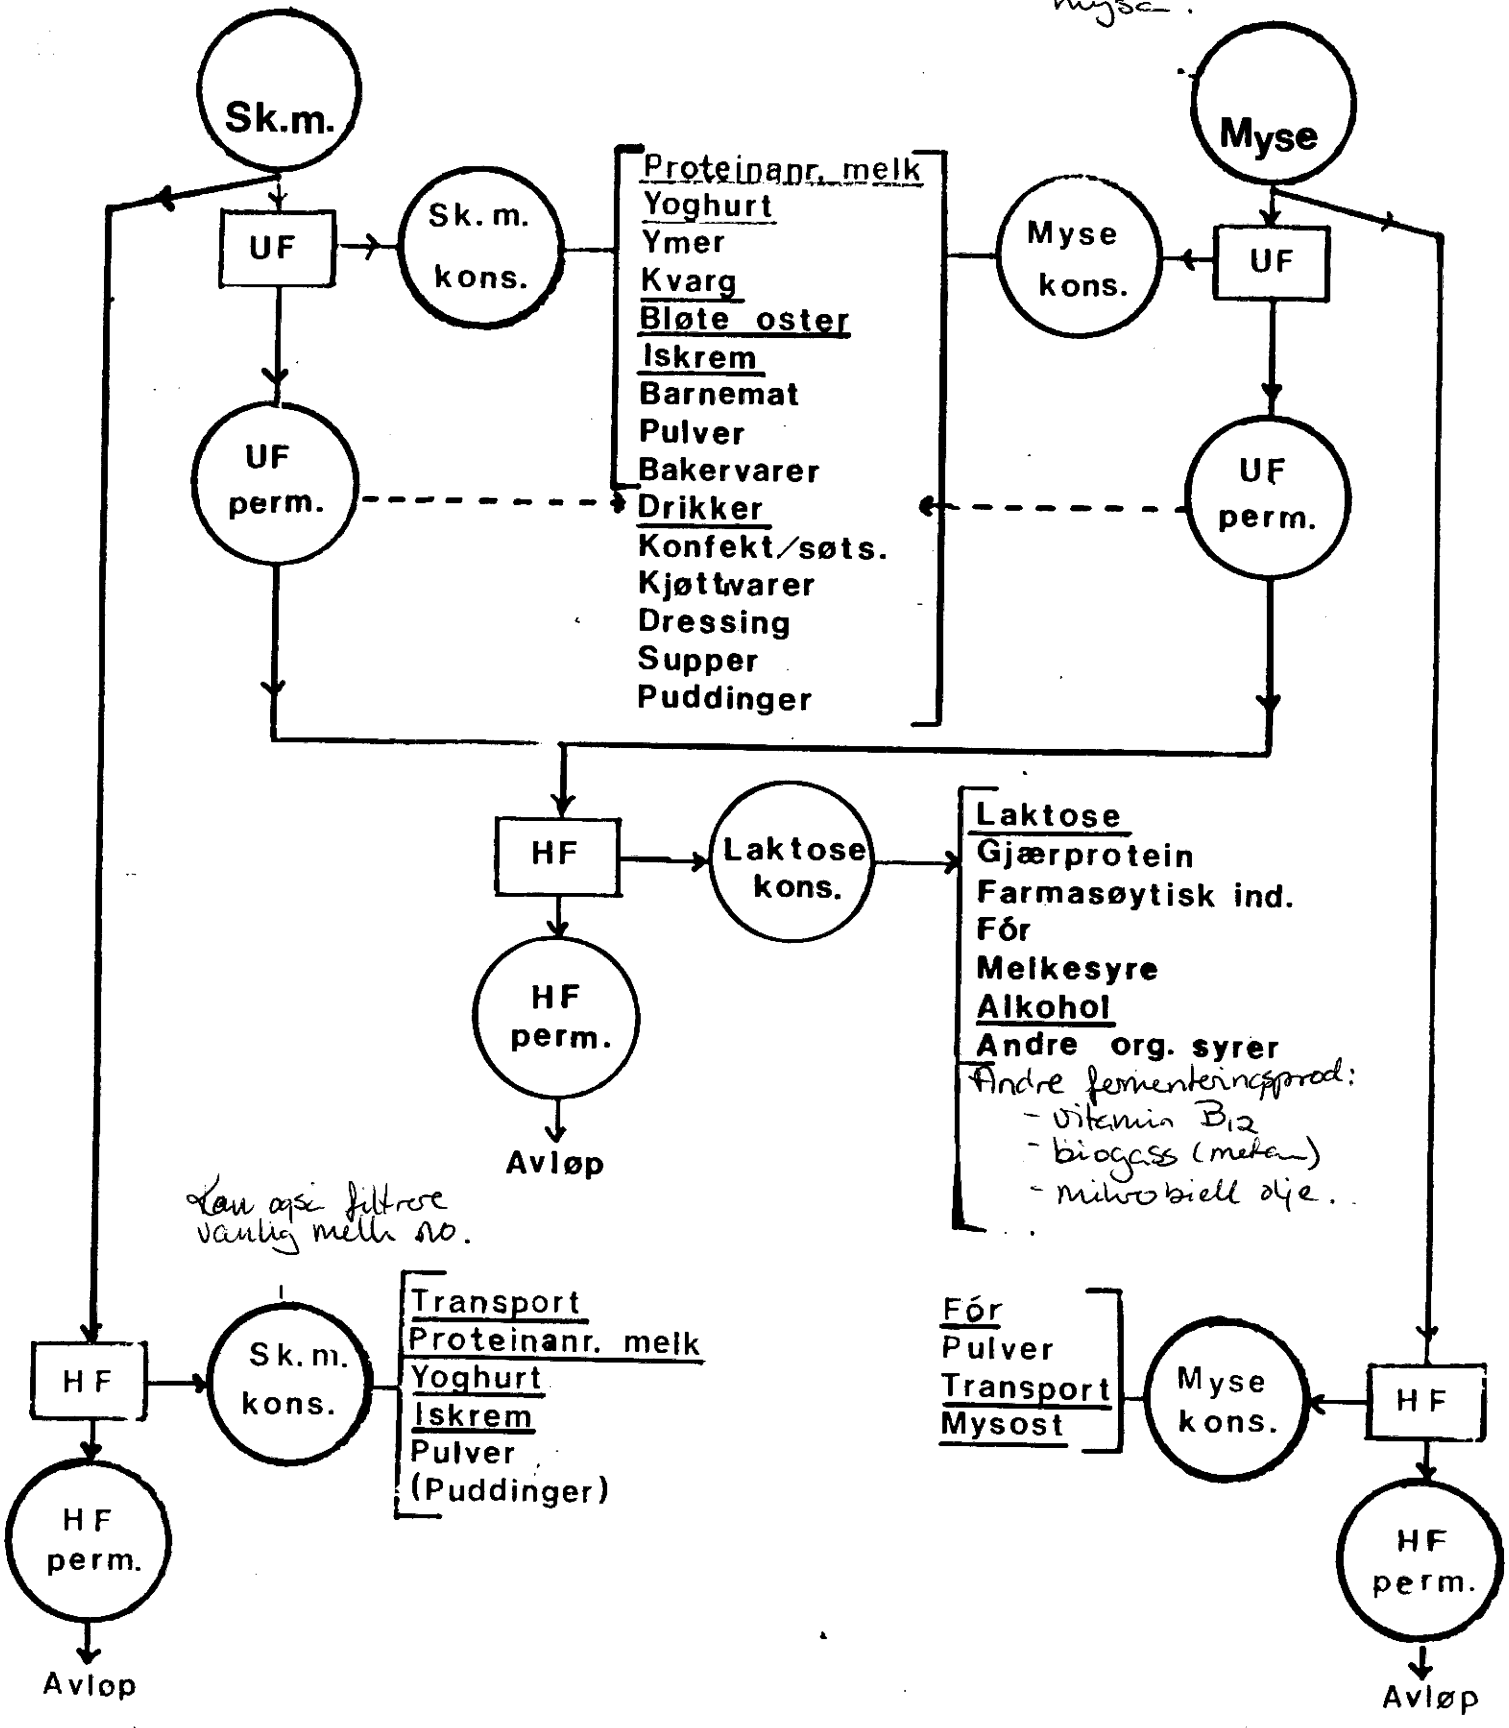 mysa.
Sk.m.
Myse
UF
Sk.m.
kons.
Proteinanr. melk
Yoghurt
Ymer
Kvarg
Bløte oster
Iskrem
Barnemat
Pulver
Bakervarer
Drikker
Konfekt/søts.
Kjøttvarer
Dressing
Supper
Puddinger
Myse
kons.
UF
UF
perm.
UF
perm.
HF
Laktose
kons.
Laktose
Gjærprotein
Farmasøytisk ind.
Fór
Melkesyre
Alkohol
Andre org. syrer
Andre fermenteringsprod:
- vitamin B12
- biogass (metan)
- mikrobiell olje.
HF
perm.
Avløp
Kan også filtrere
vanlig melk
HF
Sk.m.
kons.
Transport
Proteinanr. melk
Yoghurt
Iskrem
Pulver
(Puddinger)
Fór
Pulver
Transport
Mysost
Myse
kons.
HF
HF
perm.
HF
perm.
Avløp
Avløp